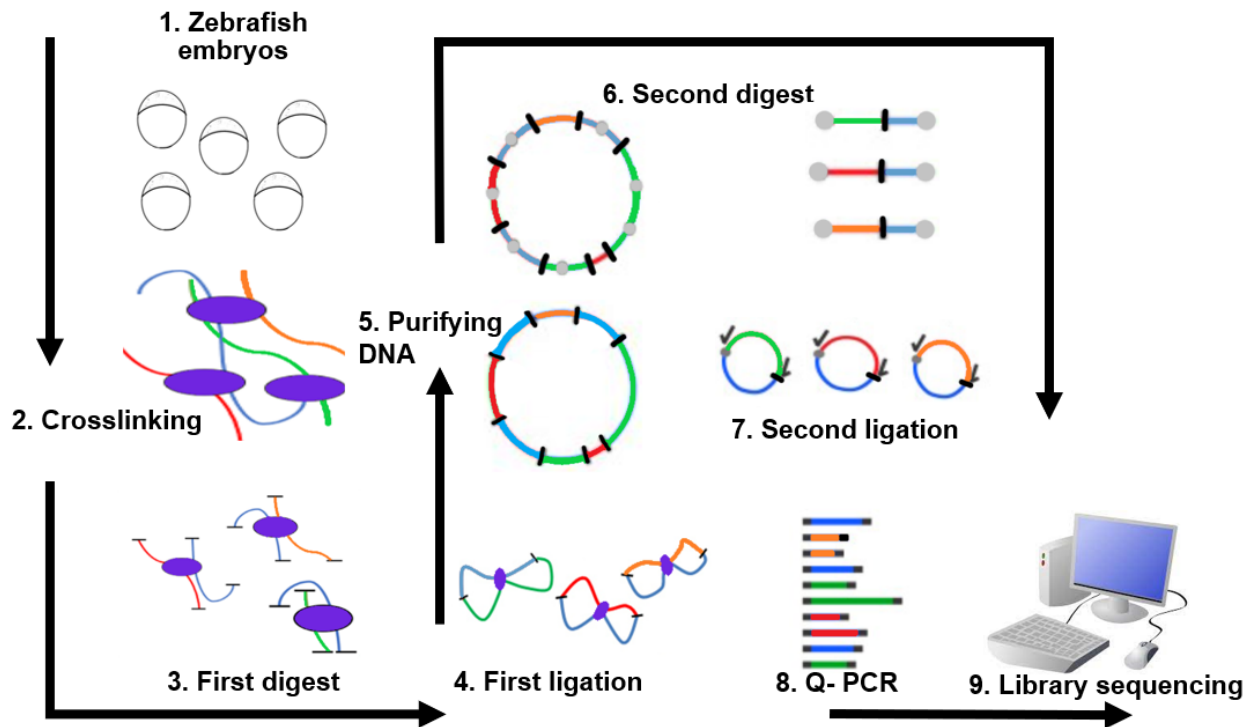 1. Zebrafish
embryos
2. Crosslinking
3. First digest
4. First ligation
5. Purifying
DNA
6. Second digest
7. Second ligation
8. Q- PCR
9. Library sequencing